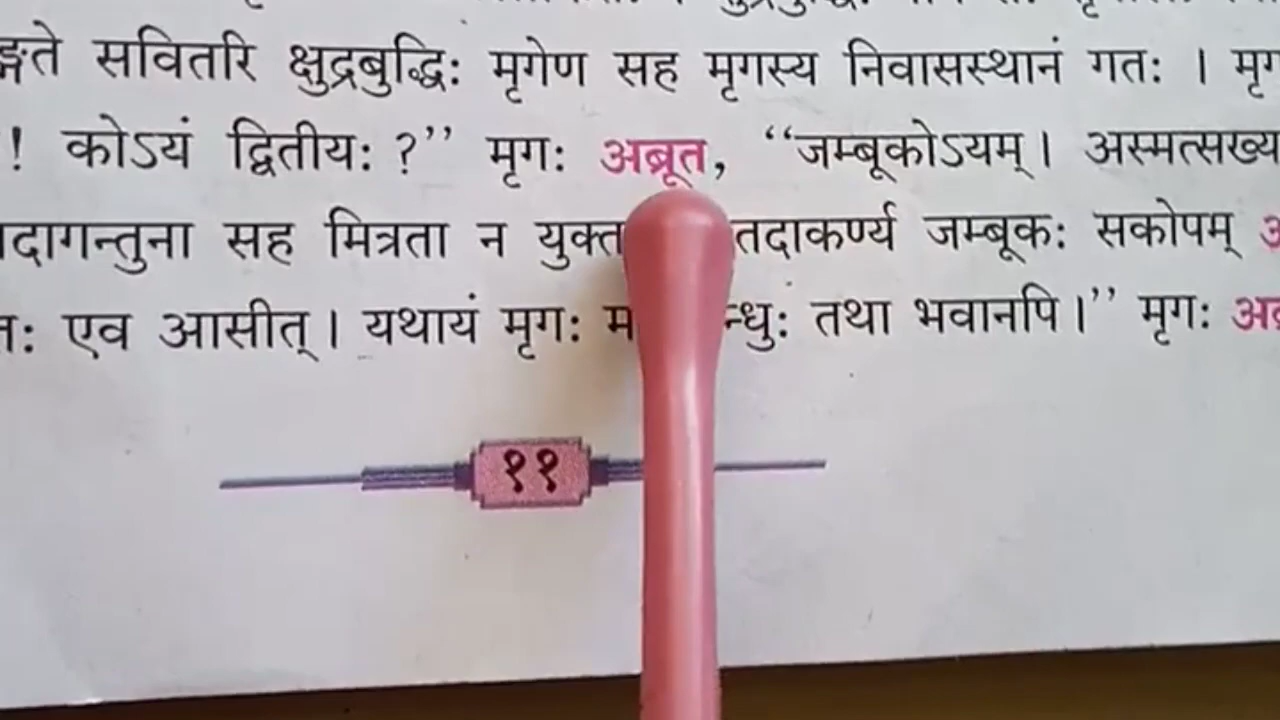 सवितरि क्षुद्रबुद्धिः मृगेण सह मृगस्य निवासस्थानं गतः ।
! कोऽयं द्वितीयः ?” मृगः अब्रूत, “जम्बूकोऽयम् । अस्मत्सख्य
सह मित्रता न तदाकर्ण्य जम्बूकः सकोपम्
एव आसीत् । यथायं मृगः तथा भवानपि ।” मृगः
११